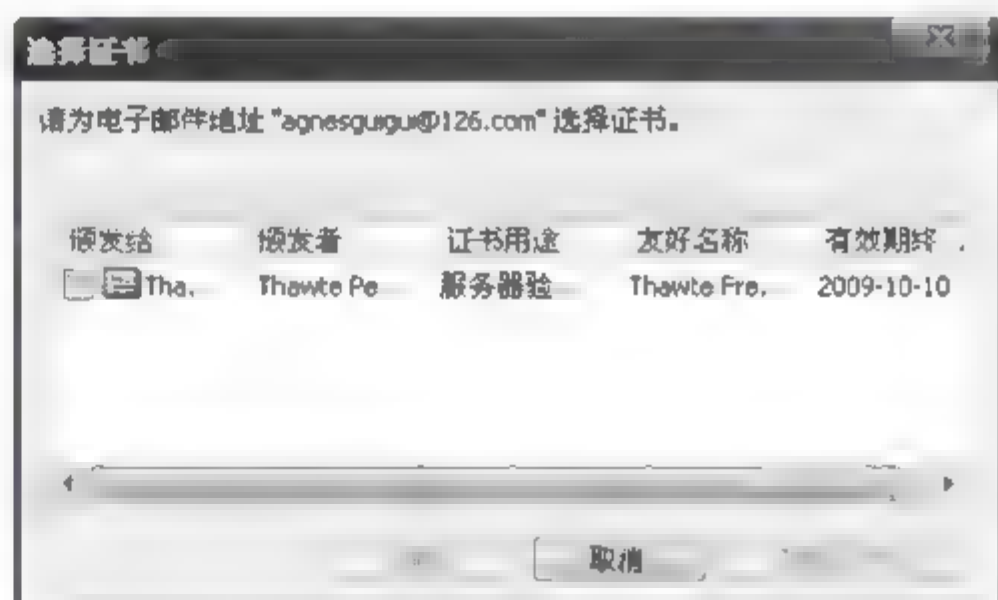 选择证书
请为电子邮件地址 "agnesguigui@126.com" 选择证书。
颁发给 颁发者 证书用途 友好名称 有效期终
Tha. Thawte Pe 服务器验 Thawte Fre. 2009-10-10
取消